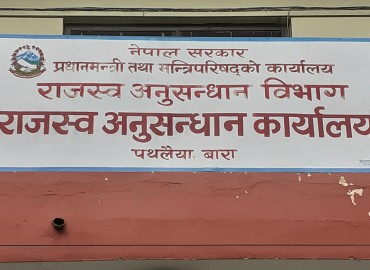 नेपाल सरकार
प्रधानमन्त्री तथा मन्त्रिपरिषद्को कार्यालय
राजस्व अनुसन्धान विभाग
राजस्व अनुसन्धान कार्यालय
पथलैया बारा